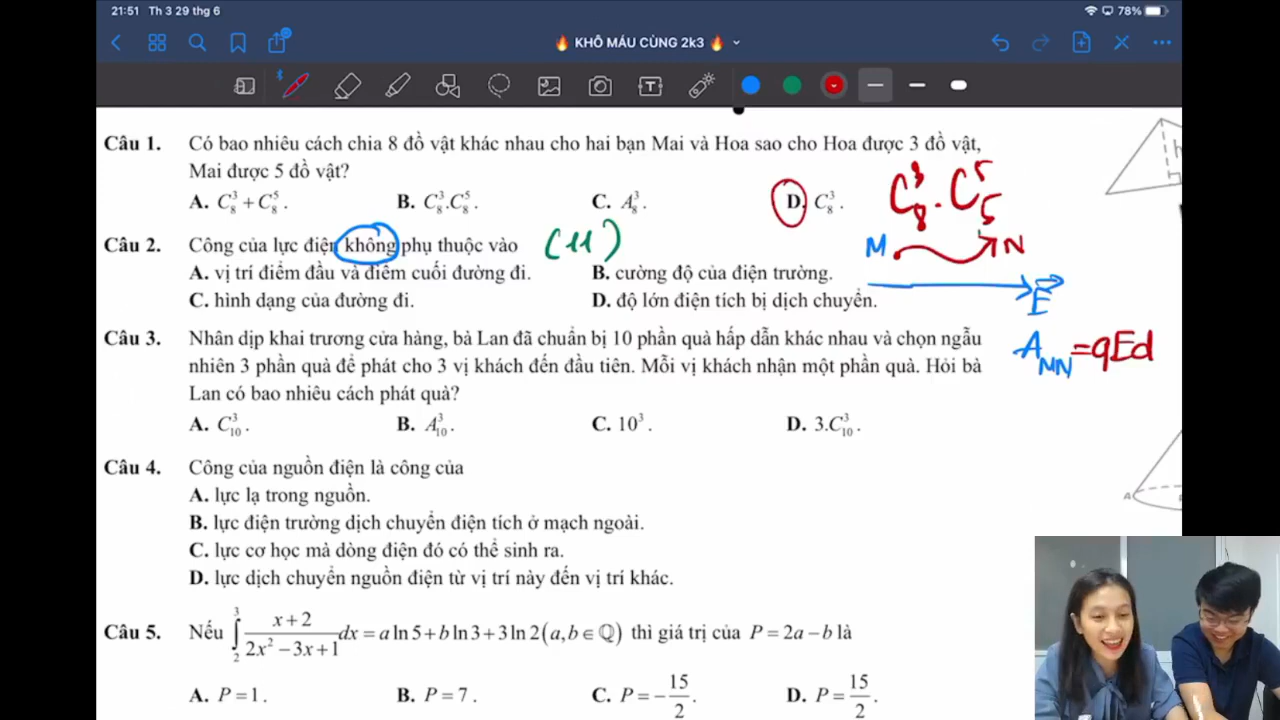 21:51 Th 3 29 thg 6
78%
🔥 KHÔ MÁU CÙNG 2k3 🔥
Câu 1. Có bao nhiêu cách chia 8 đồ vật khác nhau cho hai bạn Mai và Hoa sao cho Hoa được 3 đồ vật,
Mai được 5 đồ vật?
A. C₈³ + C₈⁵ . B. C₈³.C₈⁵ . C. A₈³ . D. C₈³ .
C₈³ . C₅⁵
Câu 2. Công của lực điện không phụ thuộc vào (11)
M N
A. vị trí điểm đầu và điểm cuối đường đi. B. cường độ của điện trường.
C. hình dạng của đường đi. D. độ lớn điện tích bị dịch chuyển.
E⃗
Câu 3. Nhân dịp khai trương cửa hàng, bà Lan đã chuẩn bị 10 phần quà hấp dẫn khác nhau và chọn ngẫu
nhiên 3 phần quà để phát cho 3 vị khách đến đầu tiên. Mỗi vị khách nhận một phần quà. Hỏi bà
Lan có bao nhiêu cách phát quà?
A_MN = qEd
A. C₁₀³ . B. A₁₀³ . C. 10³ . D. 3.C₁₀³ .
Câu 4. Công của nguồn điện là công của
A. lực lạ trong nguồn.
B. lực điện trường dịch chuyển điện tích ở mạch ngoài.
C. lực cơ học mà dòng điện đó có thể sinh ra.
D. lực dịch chuyển nguồn điện từ vị trí này đến vị trí khác.
A
Câu 5. Nếu ∫₂³ (x+2)/(2x²−3x+1) dx = a ln 5 + b ln 3 + 3 ln 2 (a, b ∈ ℚ) thì giá trị của P = 2a − b là
A. P = 1 . B. P = 7 . C. P = −15/2 . D. P = 15/2 .